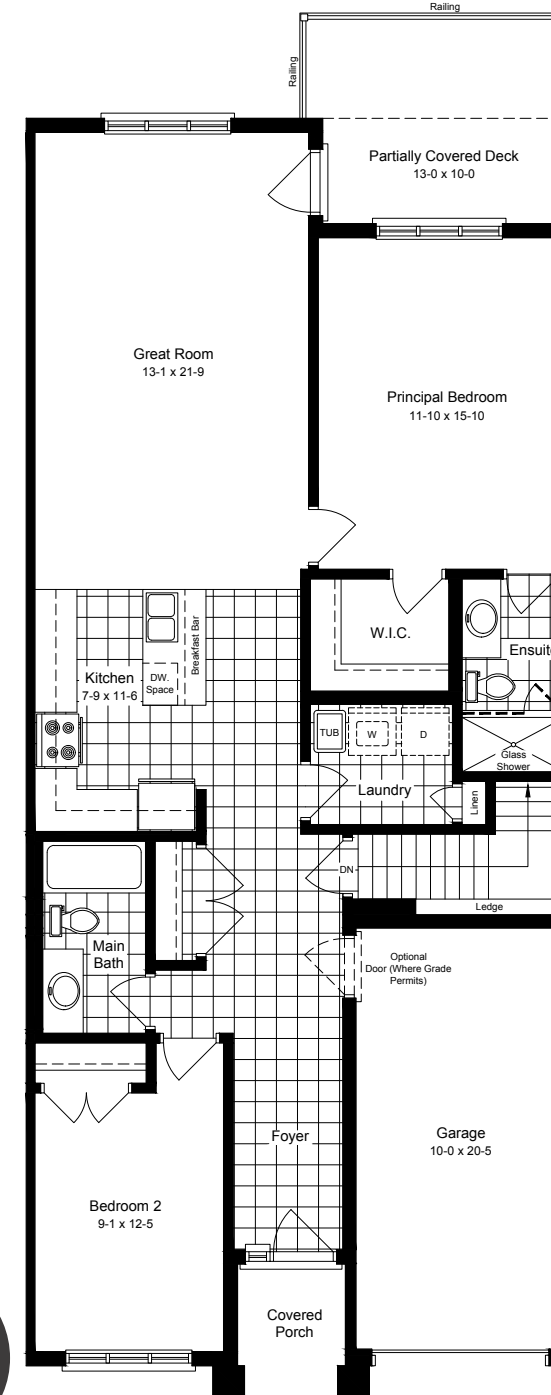 Railing
Railing
Partially Covered Deck
13-0 x 10-0
Great Room
13-1 x 21-9
Principal Bedroom
11-10 x 15-10
Breakfast Bar
W.I.C.
Ensuite
Kitchen
7-9 x 11-6
DW.
Space
TUB
W
D
Glass
Shower
Laundry
Linen
DN
Ledge
Main
Bath
Optional
Door (Where Grade
Permits)
Foyer
Garage
10-0 x 20-5
Bedroom 2
9-1 x 12-5
Covered
Porch